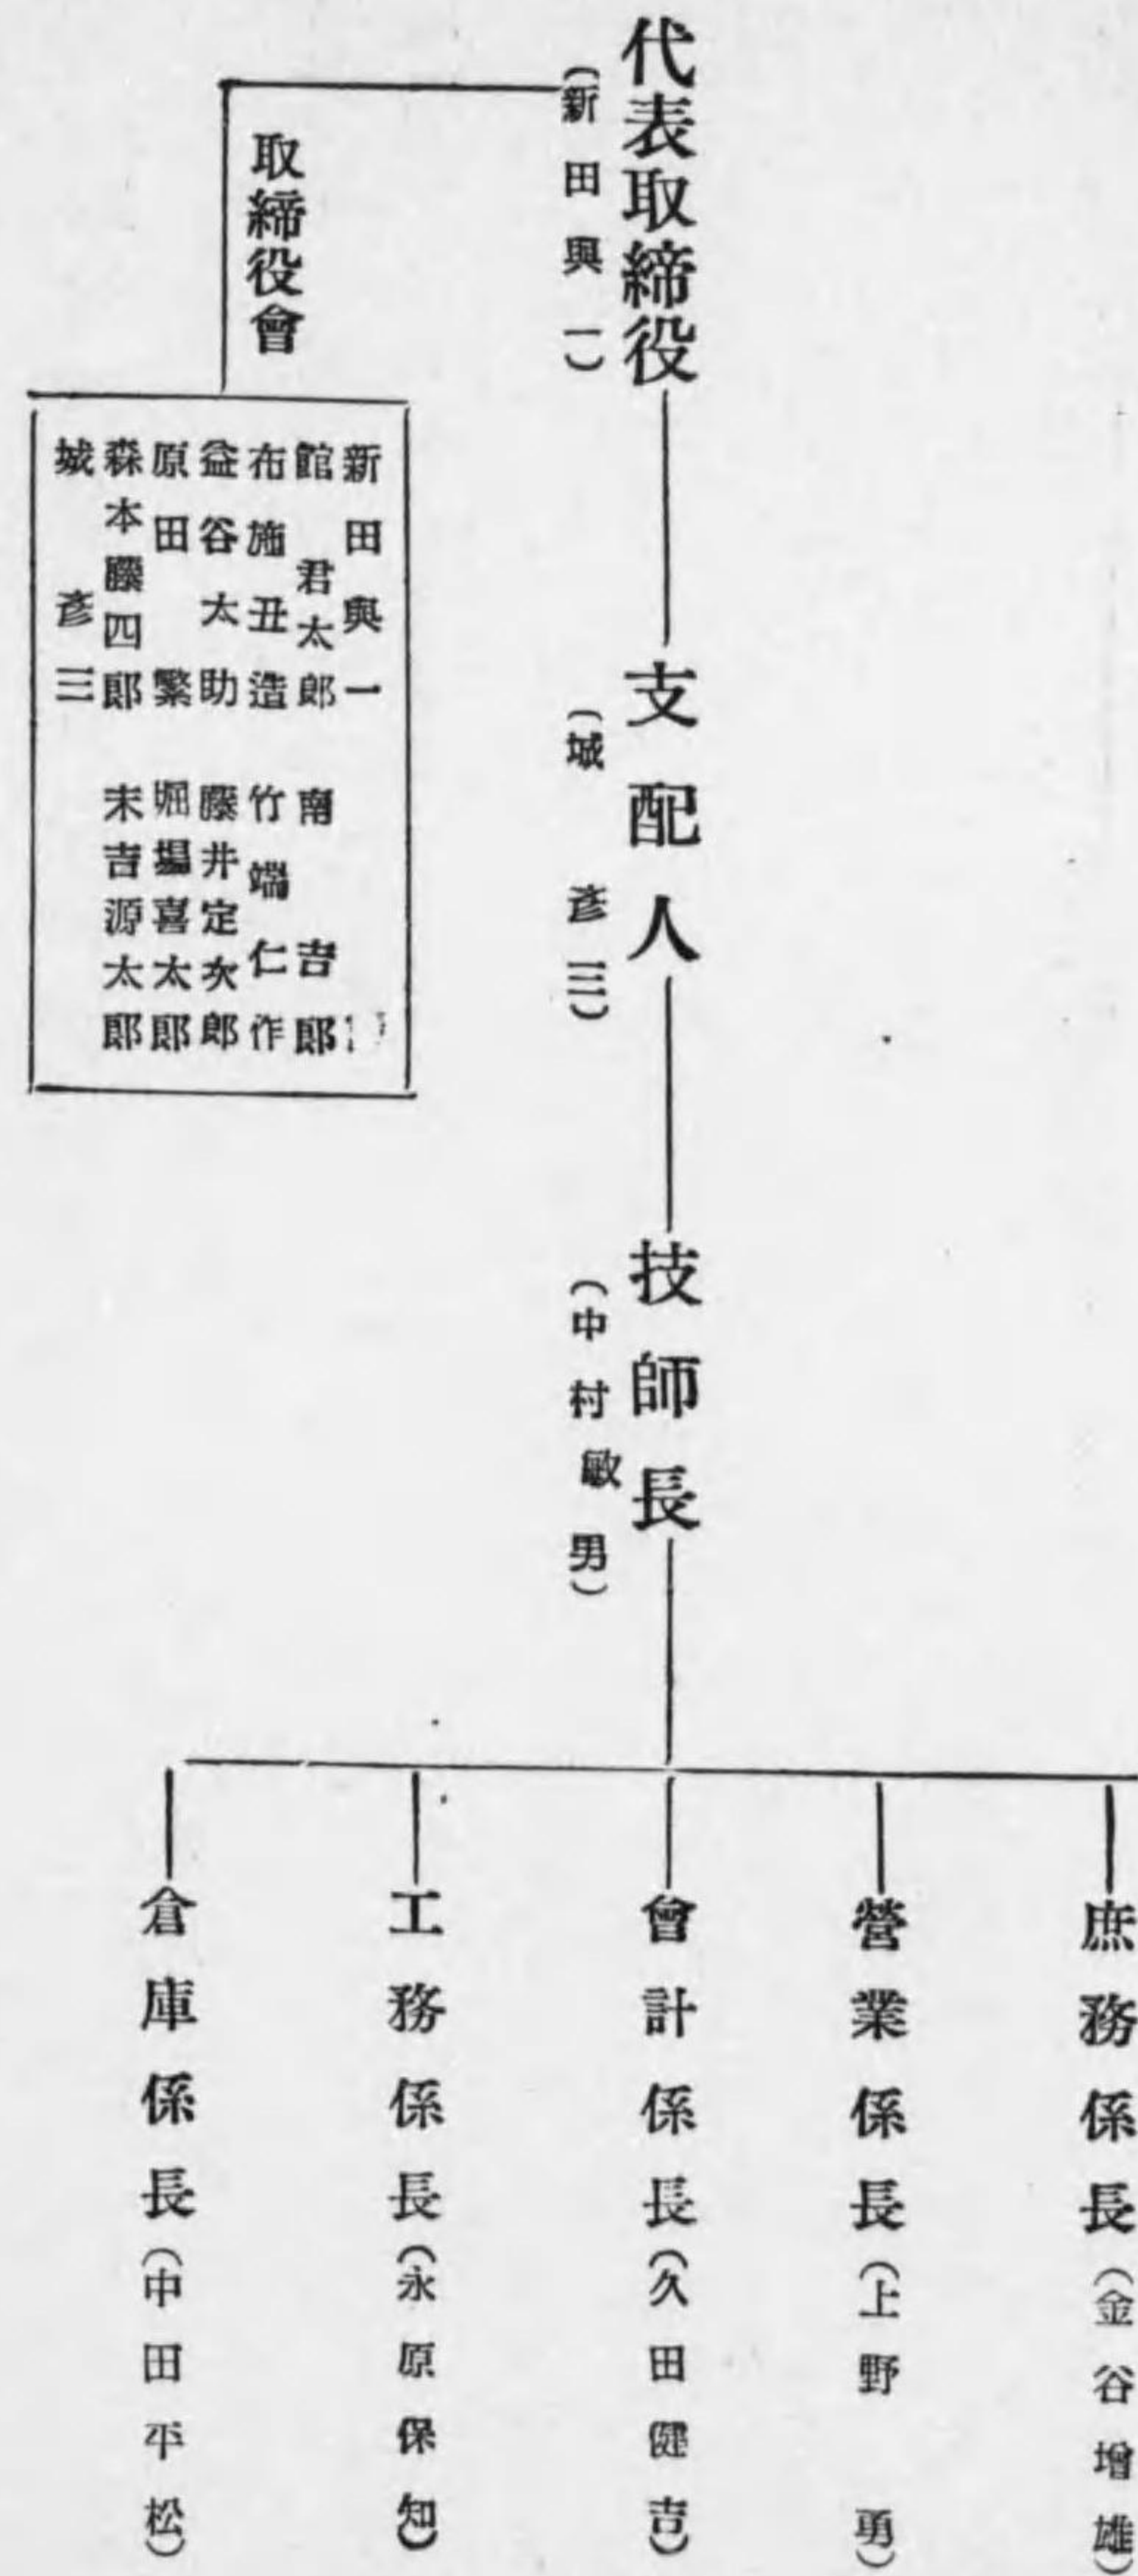 代表取締役
(新田與一)
支配人
(城彥三)
技師長
(中村敏男)
取締役會
新田與一
館君太郎 南吉郎
布施丑造 竹端仁作
益谷太助 藤井定次郎
原田繁 堀場喜太郎
森本藤四郎 末吉源太郎
城彥三
庶務係長(金谷增雄)
營業係長(上野勇)
會計係長(久田健吉)
工務係長(永原保知)
倉庫係長(中田平松)